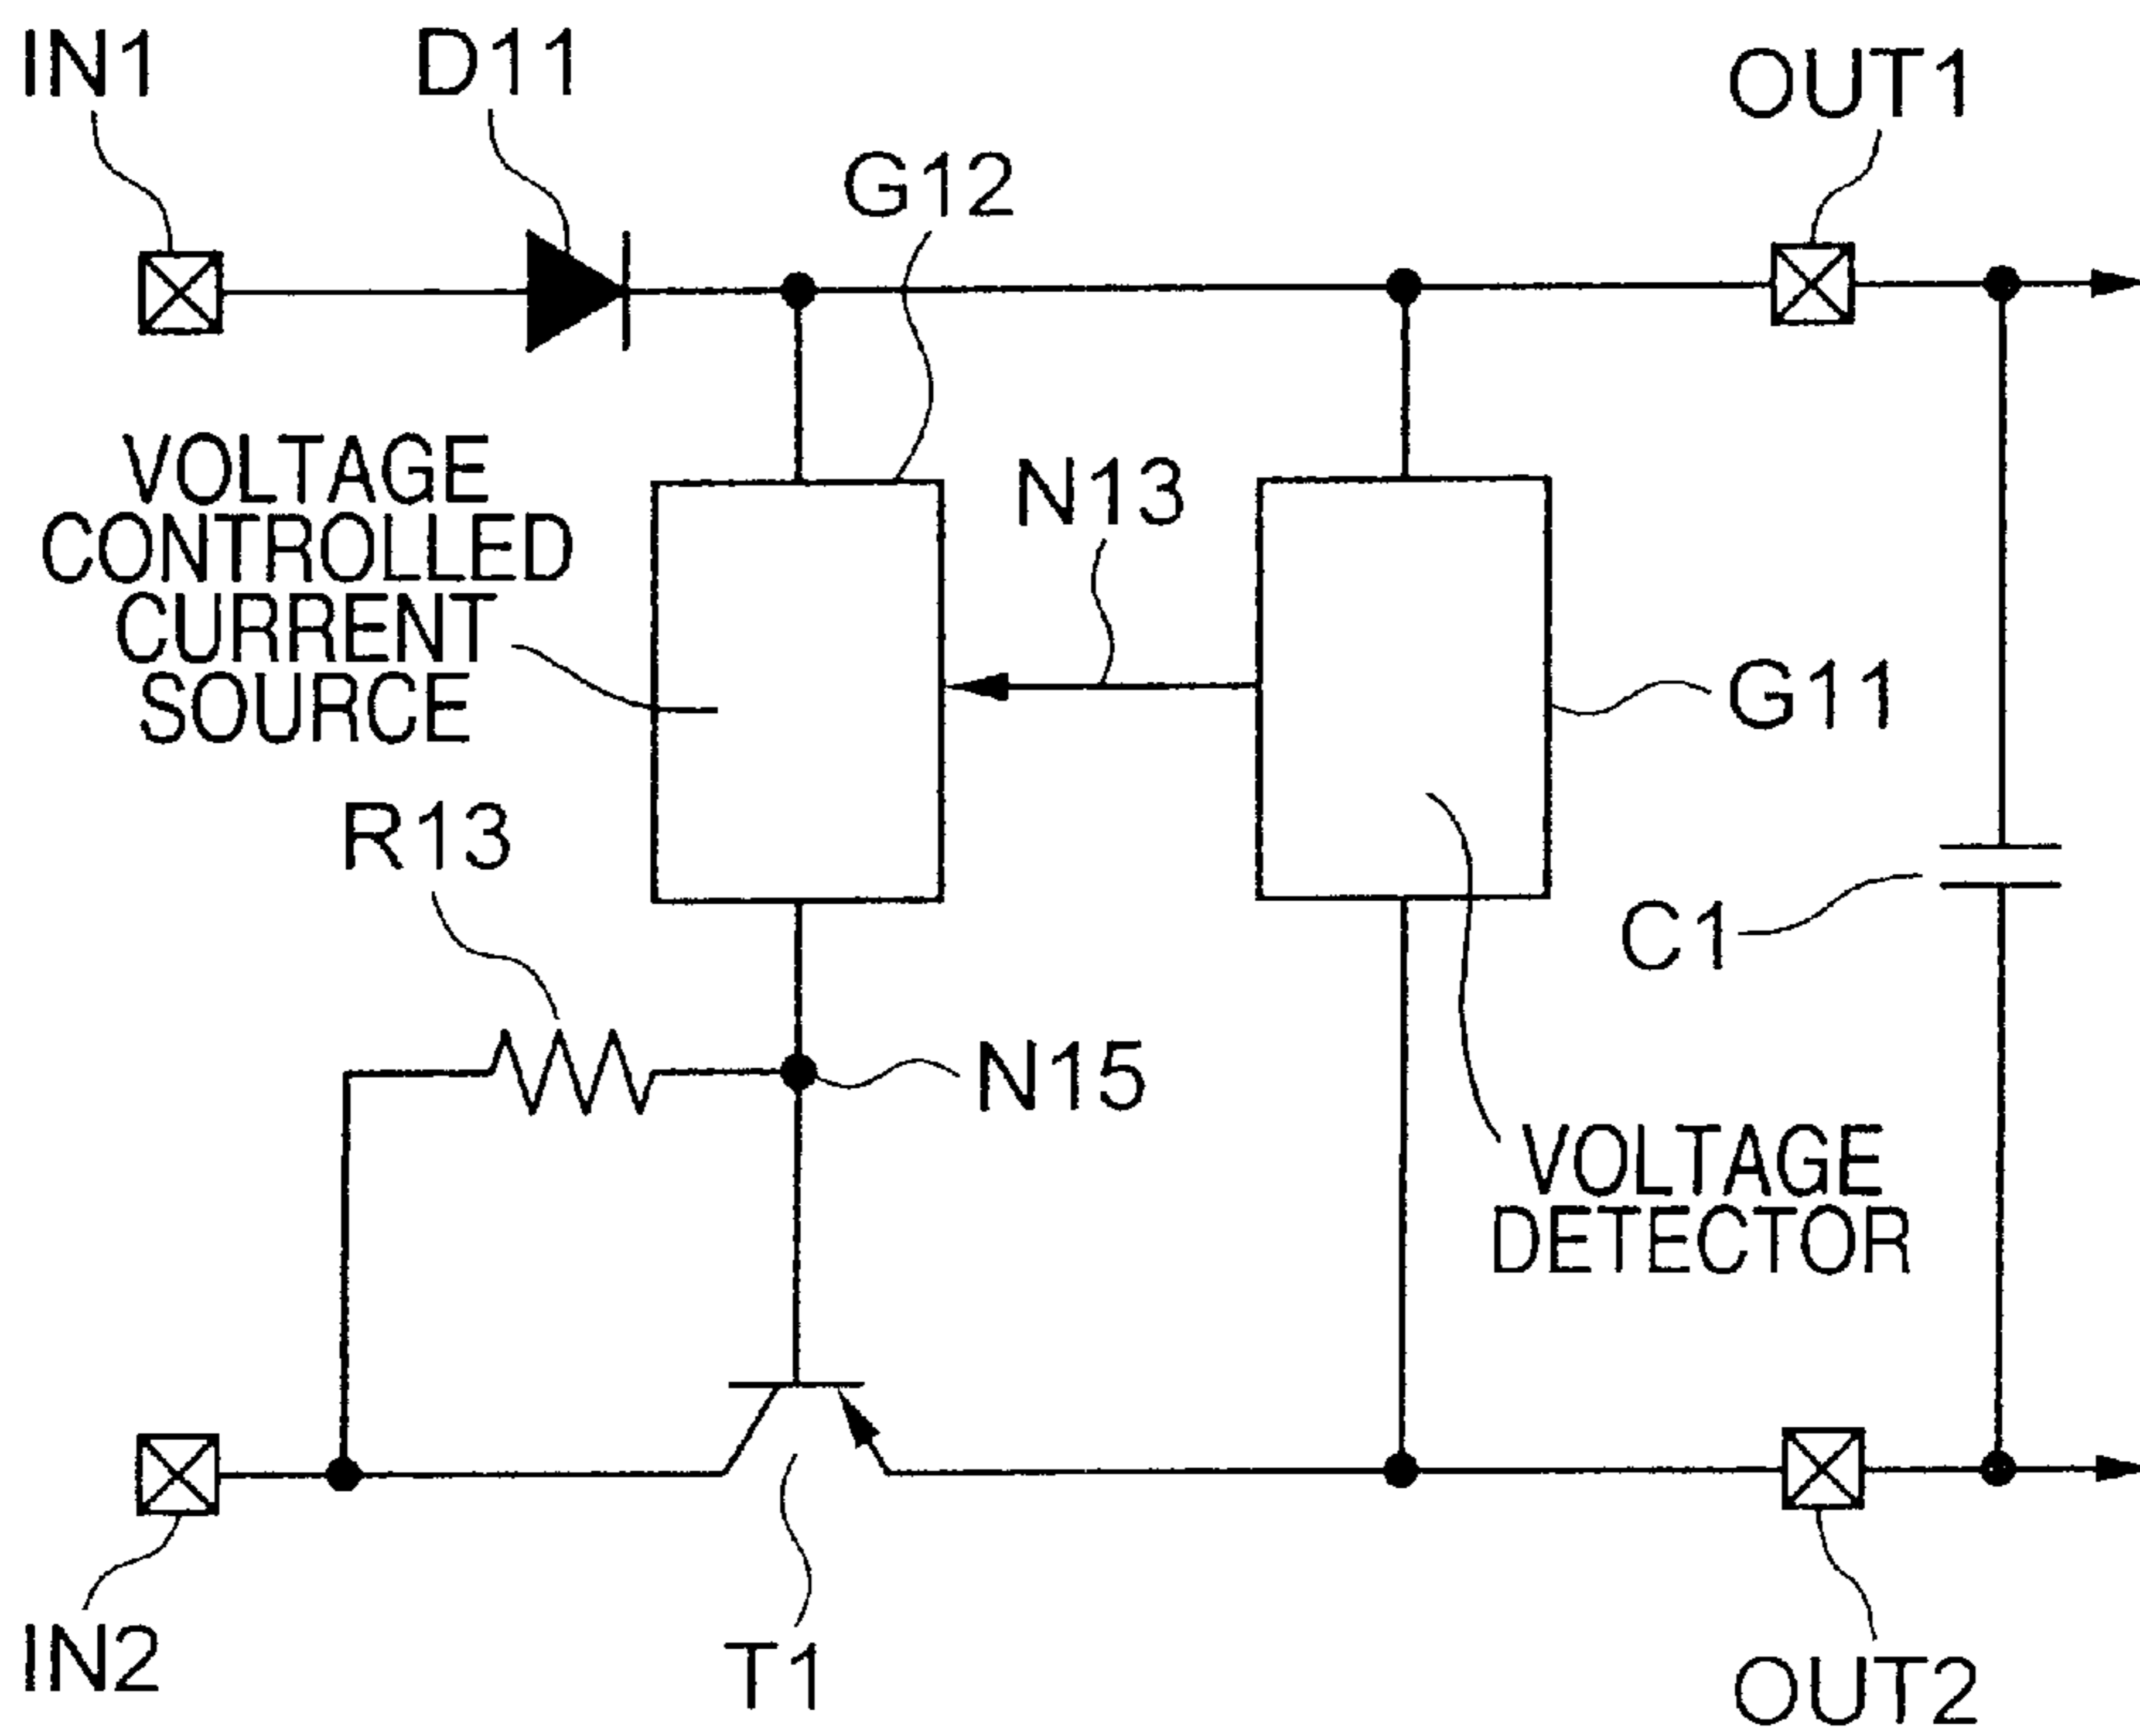 IN1
D11
OUT1
G12
VOLTAGE
CONTROLLED
CURRENT
SOURCE
N13
G11
R13
C1
N15
VOLTAGE
DETECTOR
IN2
T1
OUT2